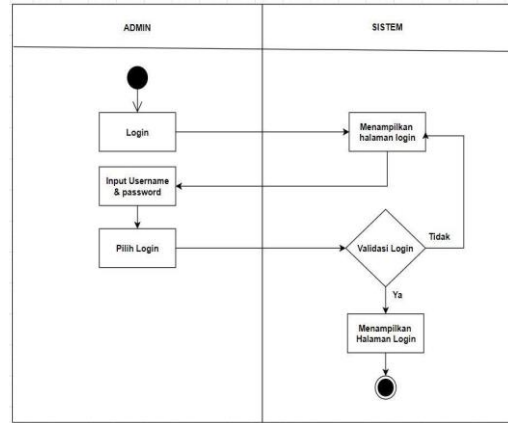 ADMIN
SISTEM
Login
Menampilkan
halaman login
Input Username
& password
Pilih Login
Validasi Login
Tidak
Ya
Menampilkan
Halaman Login